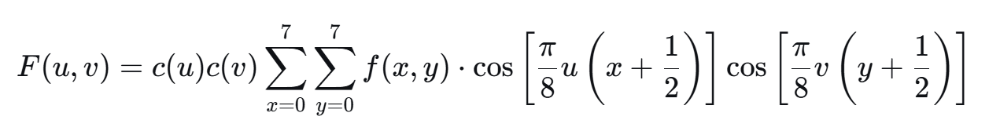 F(u, v) = c(u)c(v) \sum_{x=0}^{7} \sum_{y=0}^{7} f(x, y) \cdot \cos\left[\frac{\pi}{8}u\left(x+\frac{1}{2}\right)\right] \cos\left[\frac{\pi}{8}v\left(y+\frac{1}{2}\right)\right]